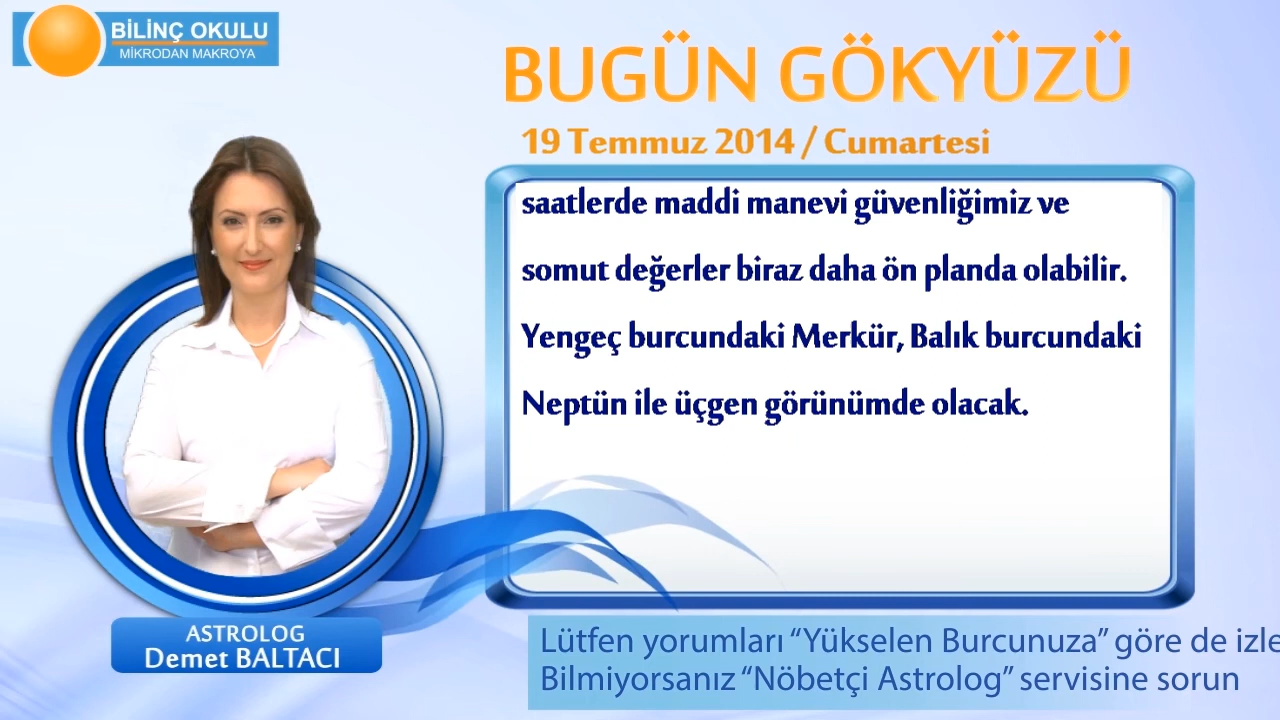 BİLİNÇ OKULU
MİKRODAN MAKROYA
BUGÜN GÖKYÜZÜ
19 Temmuz 2014 / Cumartesi
saatlerde maddi manevi güvenliğimiz ve
somut değerler biraz daha ön planda olabilir.
Yengeç burcundaki Merkür, Balık burcundaki
Neptün ile üçgen görünümde olacak.
ASTROLOG
Demet BALTACI
Lütfen yorumları “Yükselen Burcunuza” göre de izle
Bilmiyorsanız “Nöbetçi Astrolog” servisine sorun